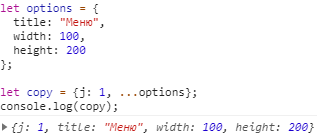 let options = {
  title: "Меню",
  width: 100,
  height: 200
};
let copy = {j: 1, ...options};
console.log(copy);
▶ {j: 1, title: "Меню", width: 100, height: 200}